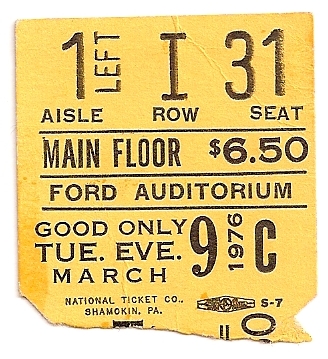 1 LEFT I 31
AISLE ROW SEAT
MAIN FLOOR $6.50
FORD AUDITORIUM
GOOD ONLY
TUE. EVE. 9 1976 C
MARCH
NATIONAL TICKET CO., S-7
SHAMOKIN, PA.